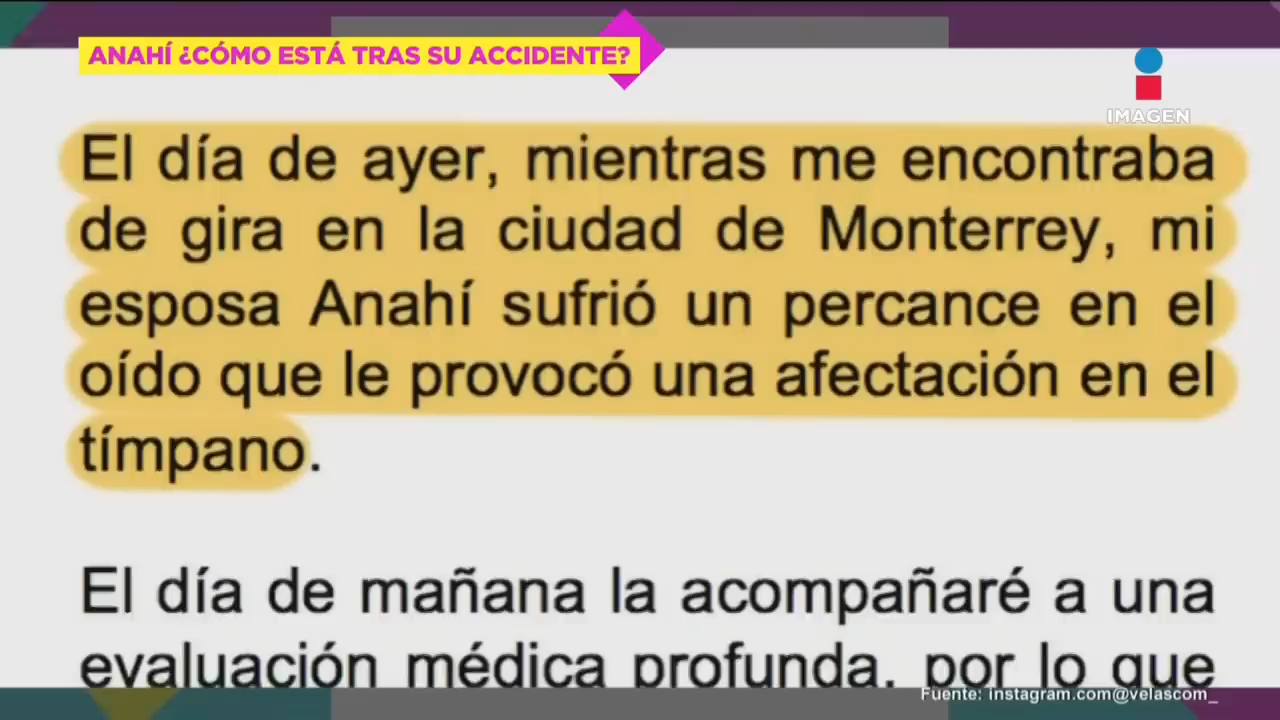 ANAHÍ ¿CÓMO ESTÁ TRAS SU ACCIDENTE?
IMAGEN
El día de ayer, mientras me encontraba
de gira en la ciudad de Monterrey, mi
esposa Anahí sufrió un percance en el
oído que le provocó una afectación en el
tímpano.
El día de mañana la acompañaré a una
evaluación médica profunda, por lo que
Fuente: instagram.com@velascom_